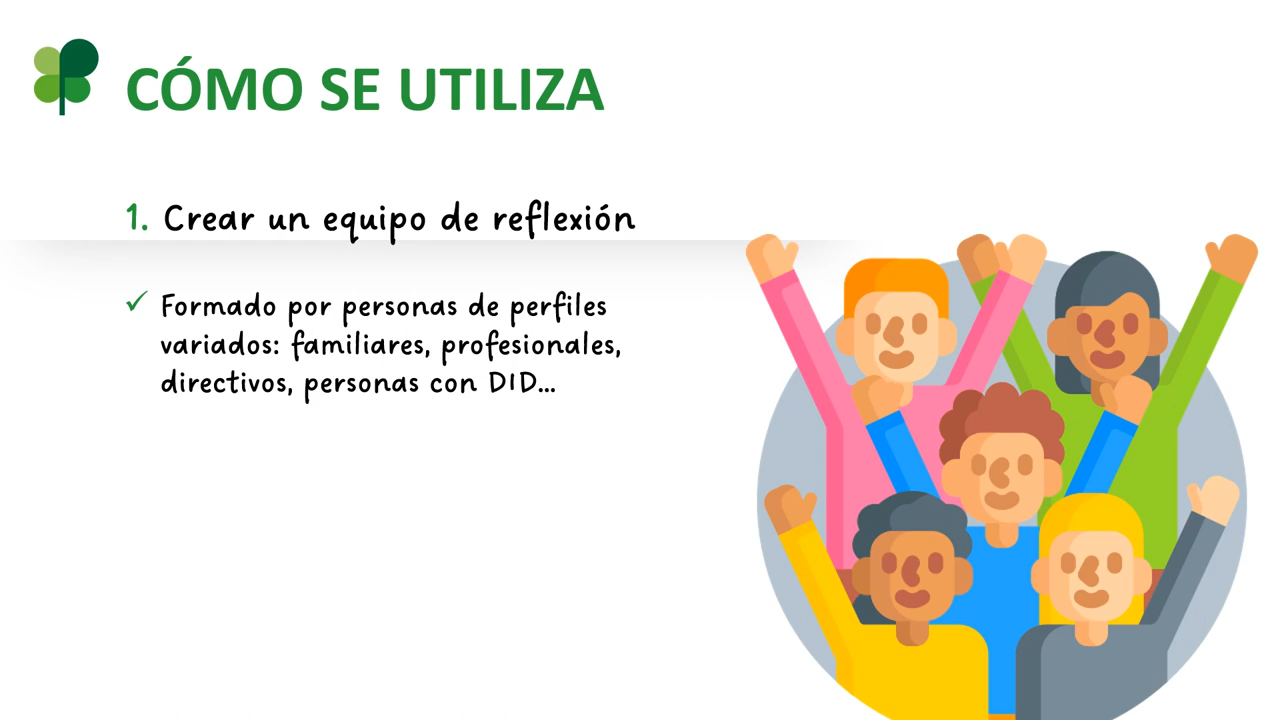 CÓMO SE UTILIZA
1. Crear un equipo de reflexión
✓ Formado por personas de perfiles
variados: familiares, profesionales,
directivos, personas con DID...